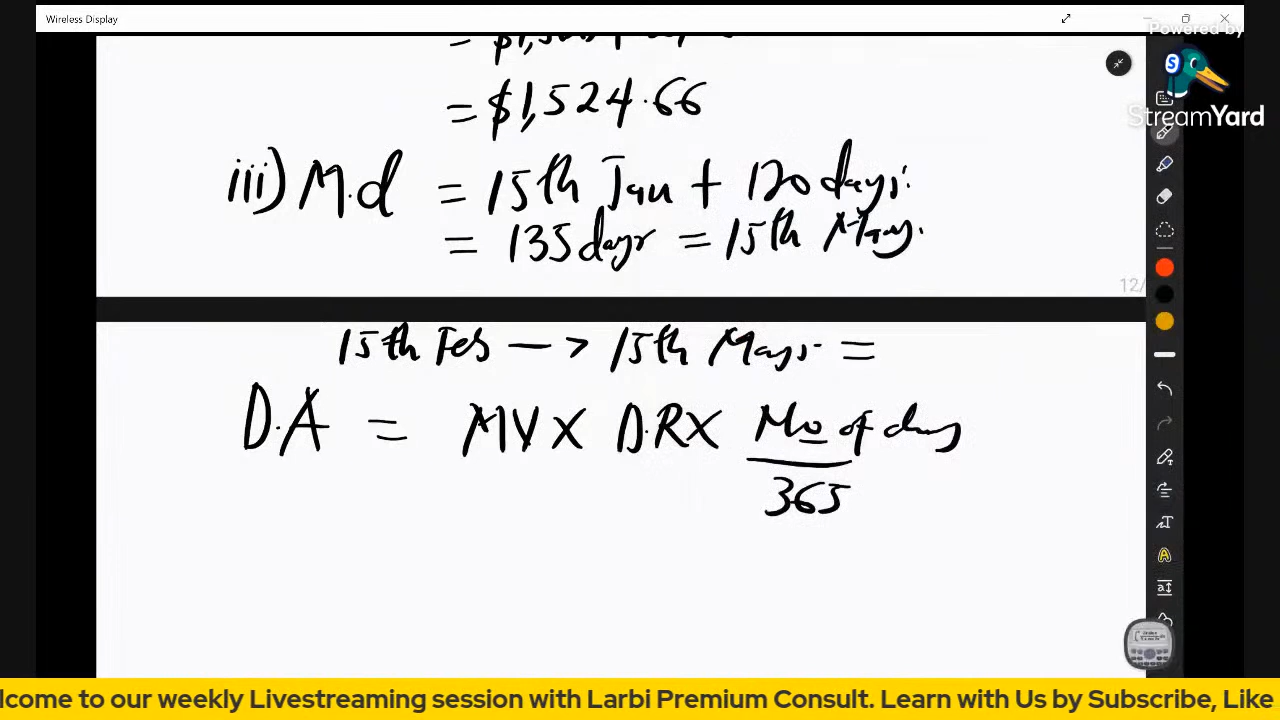 Wireless Display
Powered by
StreamYard
= $1,524.66
iii) M.d = 15th Jan + 120 days.
= 135 days = 15th May.
12/
15th Feb —> 15th May =
D.A = MV X D.R X No of days
365
lcome to our weekly Livestreaming session with Larbi Premium Consult. Learn with Us by Subscribe, Like